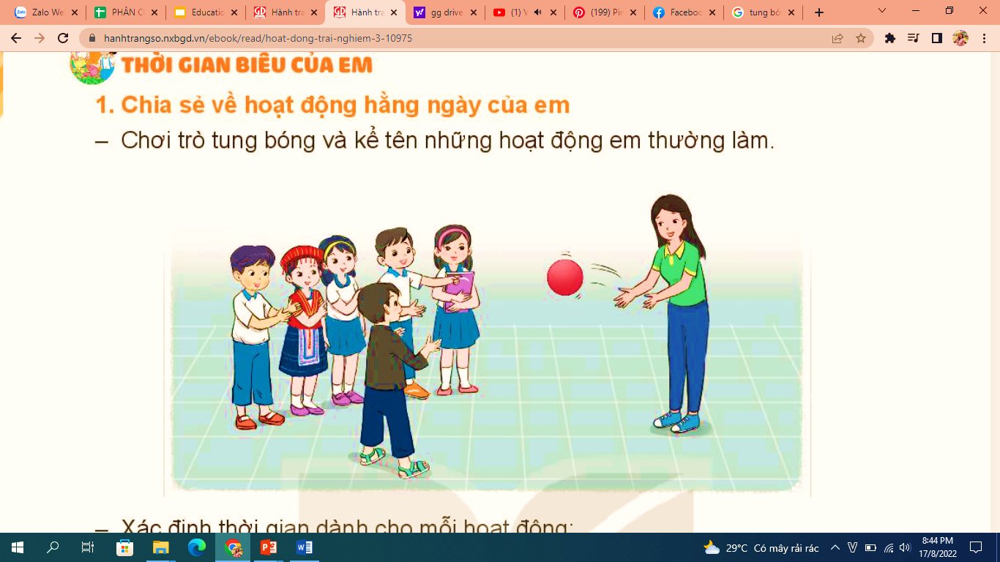 Zalo We
PHÂN C
Educatio
Hành tra
Hành tra
gg drive
(1) V
(199) Pi
Faceboo
tung bó
hanhtrangso.nxbgd.vn/ebook/read/hoat-dong-trai-nghiem-3-10975
THỜI GIAN BIỂU CỦA EM
1. Chia sẻ về hoạt động hằng ngày của em
– Chơi trò tung bóng và kể tên những hoạt động em thường làm.
– Xác định thời gian dành cho mỗi hoạt động:
29°C Có mây rải rác
8:44 PM
17/8/2022